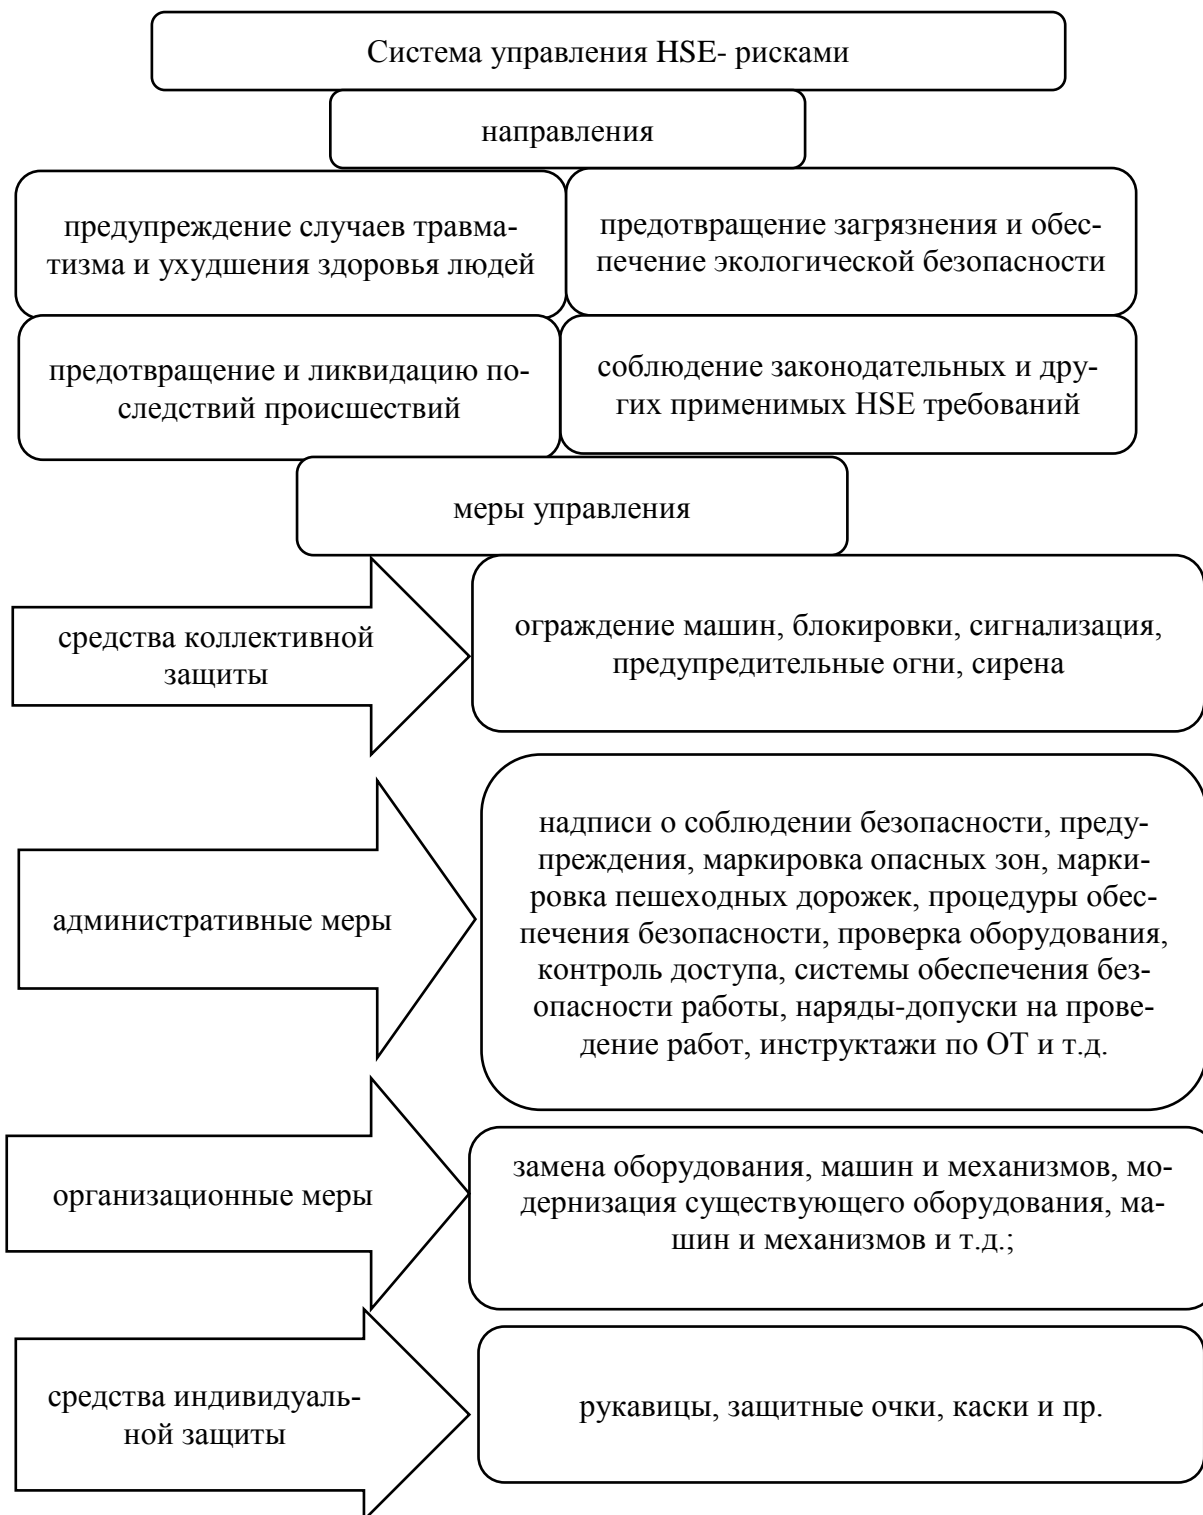 Система управления HSE- рисками
направления
предупреждение случаев травма-
тизма и ухудшения здоровья людей
предотвращение загрязнения и обес-
печение экологической безопасности
предотвращение и ликвидацию по-
следствий происшествий
соблюдение законодательных и дру-
гих применимых HSE требований
меры управления
средства коллективной
защиты
ограждение машин, блокировки, сигнализация,
предупредительные огни, сирена
административные меры
надписи о соблюдении безопасности, преду-
преждения, маркировка опасных зон, марки-
ровка пешеходных дорожек, процедуры обес-
печения безопасности, проверка оборудования,
контроль доступа, системы обеспечения без-
опасности работы, наряды-допуски на прове-
дение работ, инструктажи по ОТ и т.д.
организационные меры
замена оборудования, машин и механизмов, мо-
дернизация существующего оборудования, ма-
шин и механизмов и т.д.;
средства индивидуаль-
ной защиты
рукавицы, защитные очки, каски и пр.